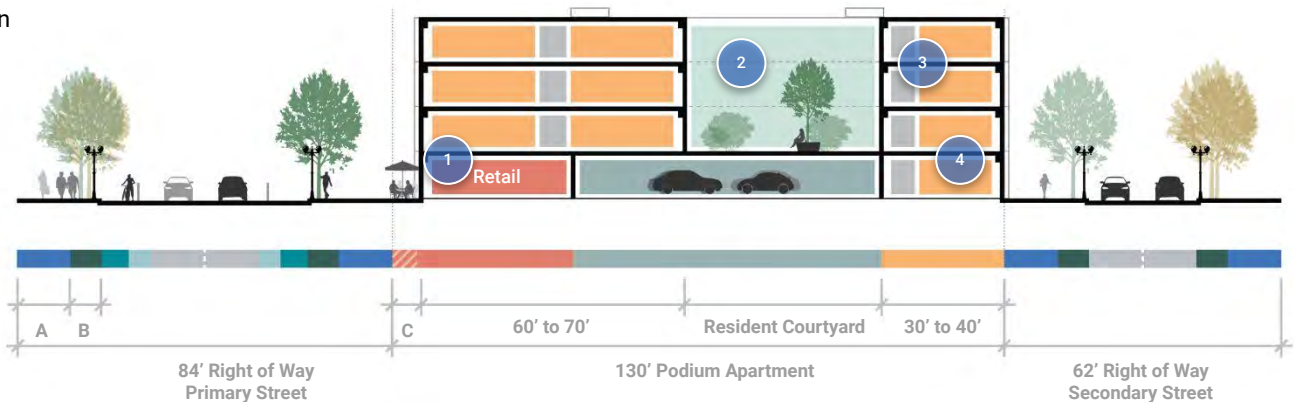 n
2
3
1
4
Retail
A
B
C
60’ to 70’
Resident Courtyard
30’ to 40’
84’ Right of Way
Primary Street
130’ Podium Apartment
62’ Right of Way
Secondary Street